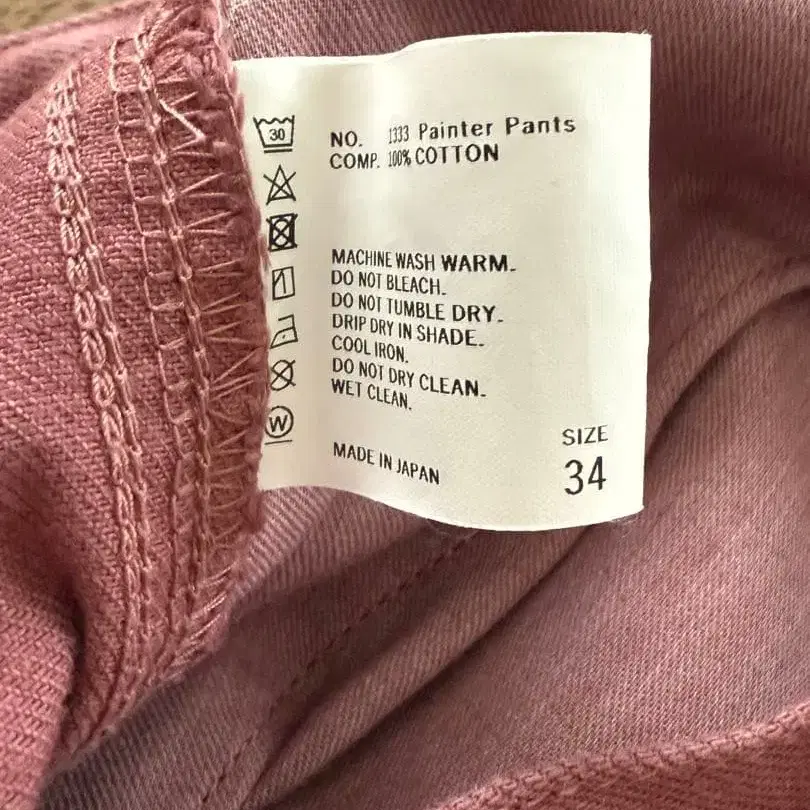 30
NO. 1333 Painter Pants
COMP. 100% COTTON
MACHINE WASH WARM.
DO NOT BLEACH.
DO NOT TUMBLE DRY.
DRIP DRY IN SHADE.
COOL IRON.
DO NOT DRY CLEAN.
WET CLEAN.
W
MADE IN JAPAN
SIZE
34